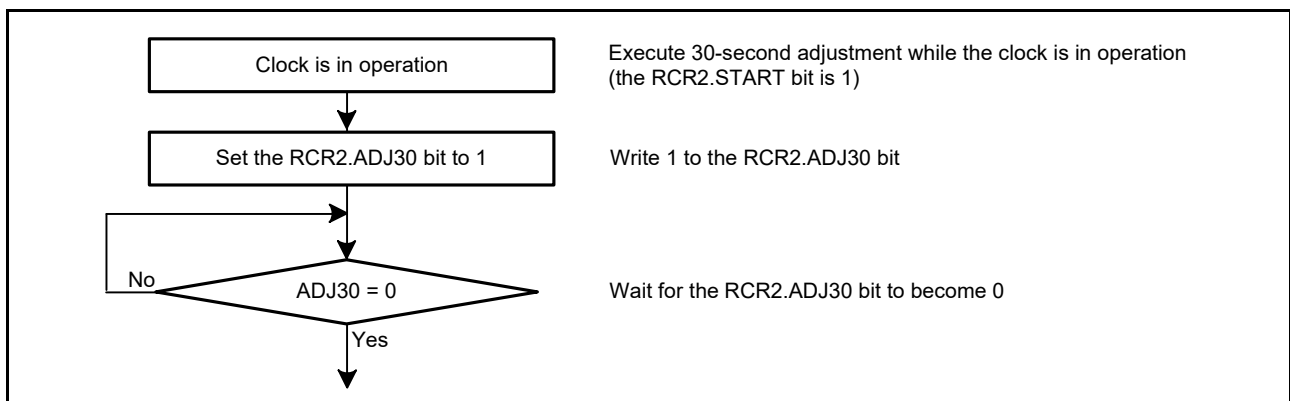 Clock is in operation
Execute 30-second adjustment while the clock is in operation
(the RCR2.START bit is 1)
Set the RCR2.ADJ30 bit to 1
Write 1 to the RCR2.ADJ30 bit
No
ADJ30 = 0
Wait for the RCR2.ADJ30 bit to become 0
Yes